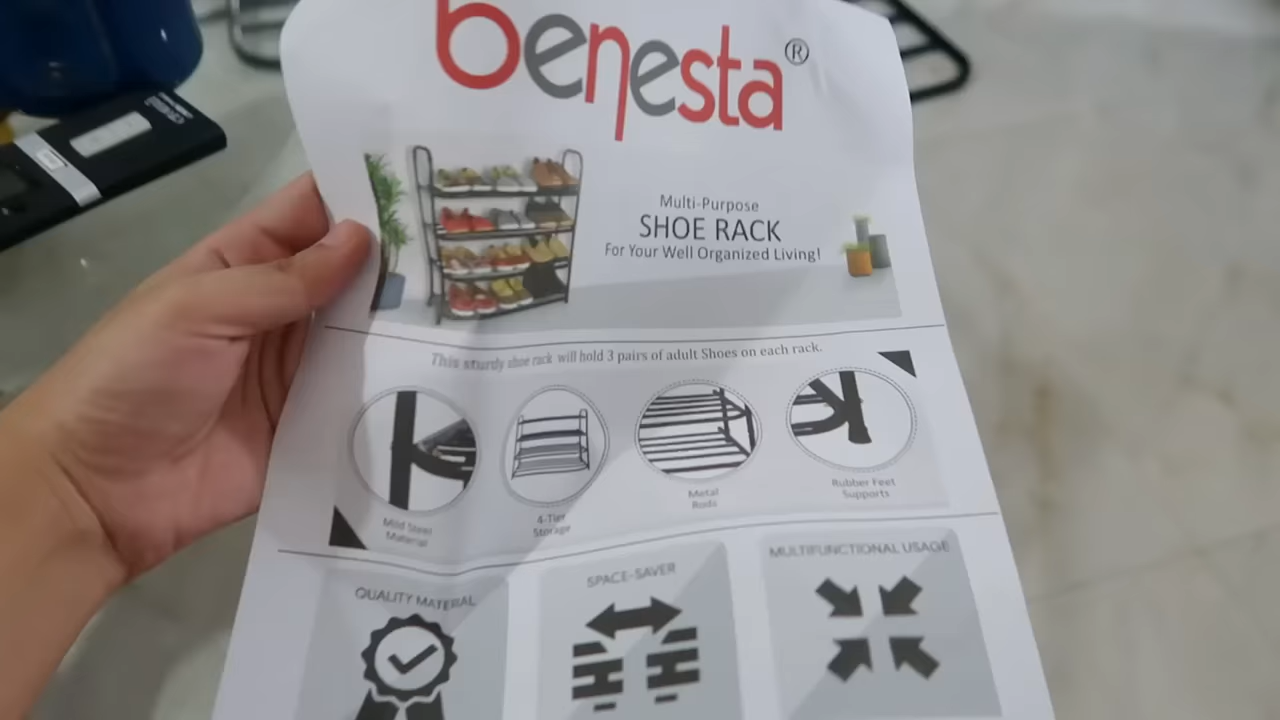 benesta®
Multi-Purpose
SHOE RACK
For Your Well Organized Living!
This sturdy shoe rack will hold 3 pairs of adult Shoes on each rack.
Mild Steel
Material
4-Tier
Storage
Metal
Rods
Rubber Feet
Supports
QUALITY MATERIAL
SPACE-SAVER
MULTIFUNCTIONAL USAGE